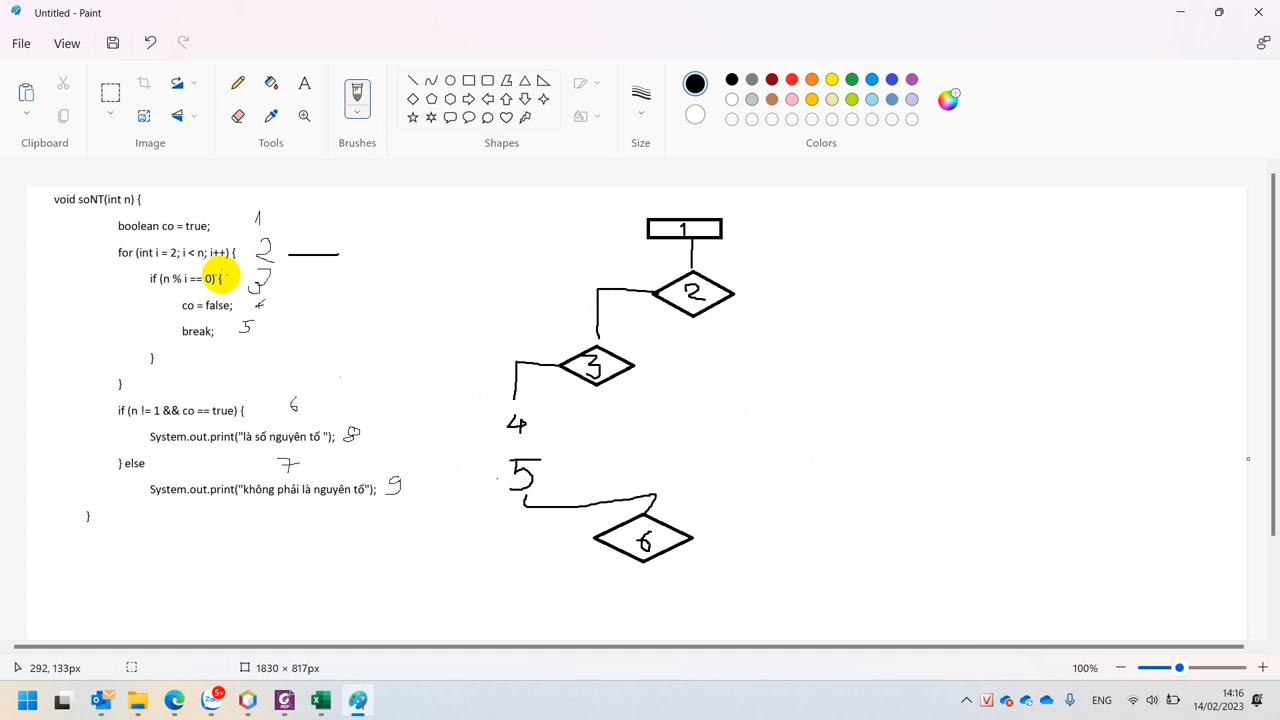 Untitled - Paint
File View
Clipboard Image Tools Brushes Shapes Size Colors
void soNT(int n) {
boolean co = true; 1
for (int i = 2; i < n; i++) { 2
if (n % i == 0) { 3
co = false; 4
break; 5
}
}
if (n != 1 && co == true) { 6
System.out.print("là số nguyên tố "); 8
} else 7
System.out.print("không phải là nguyên tố"); 9
}
1
2
3
4
5
6
292, 133px 1830 × 817px 100%
Zalo 5+ ENG 14:16
14/02/2023